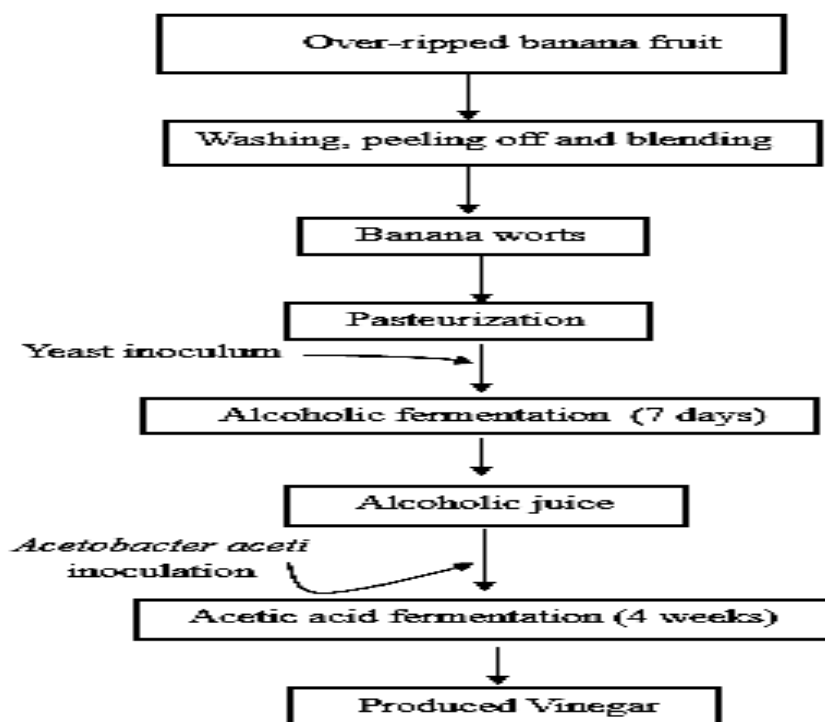 Over-ripped banana fruit
Washing, peeling off and blending
Banana worts
Pasteurization
Yeast inoculum
Alcoholic fermentation (7 days)
Alcoholic juice
Acetobacter aceti
inoculation
Acetic acid fermentation (4 weeks)
Produced Vinegar